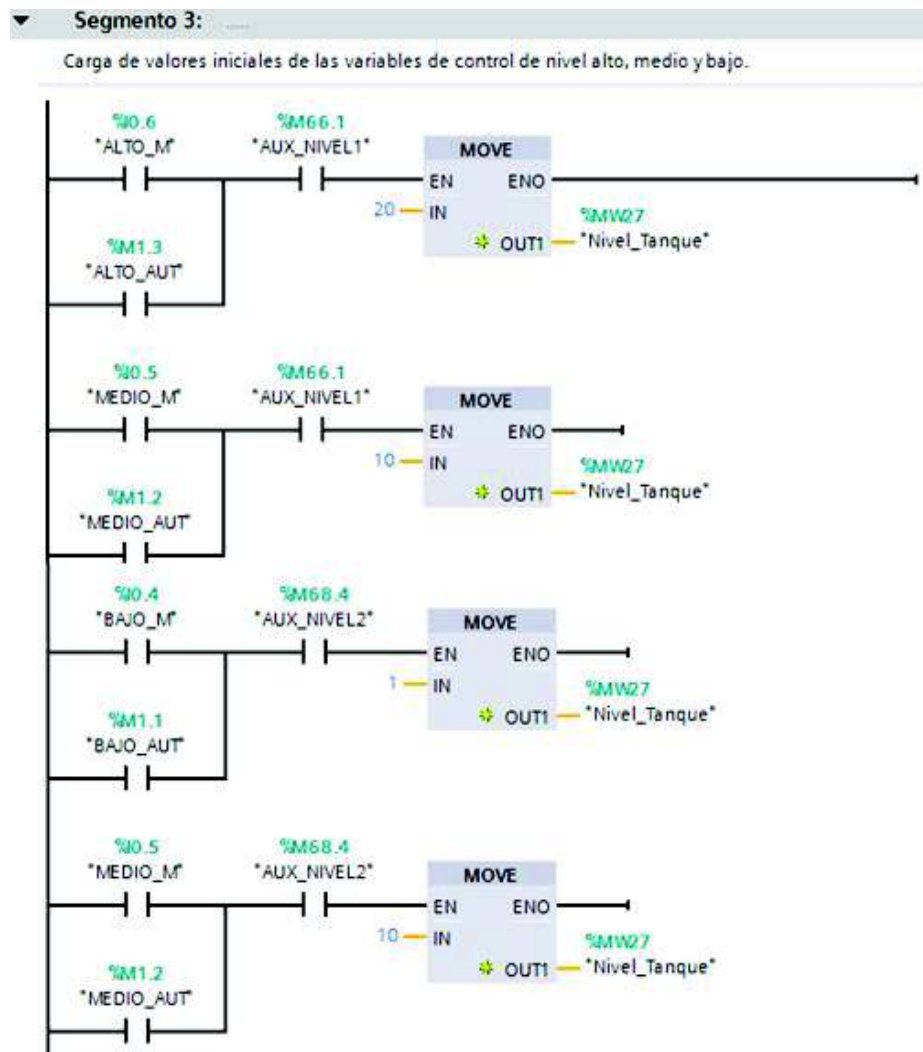 Segmento 3: .....
Carga de valores iniciales de las variables de control de nivel alto, medio y bajo.
%I0.6 %M66.1
"ALTO_M" "AUX_NIVEL1" MOVE
EN ENO
20 IN %MW27
OUT1 "Nivel_Tanque"
%M1.3
"ALTO_AUT"
%I0.5 %M66.1
"MEDIO_M" "AUX_NIVEL1" MOVE
EN ENO
10 IN %MW27
OUT1 "Nivel_Tanque"
%M1.2
"MEDIO_AUT"
%I0.4 %M68.4
"BAJO_M" "AUX_NIVEL2" MOVE
EN ENO
1 IN %MW27
OUT1 "Nivel_Tanque"
%M1.1
"BAJO_AUT"
%I0.5 %M68.4
"MEDIO_M" "AUX_NIVEL2" MOVE
EN ENO
10 IN %MW27
OUT1 "Nivel_Tanque"
%M1.2
"MEDIO_AUT"